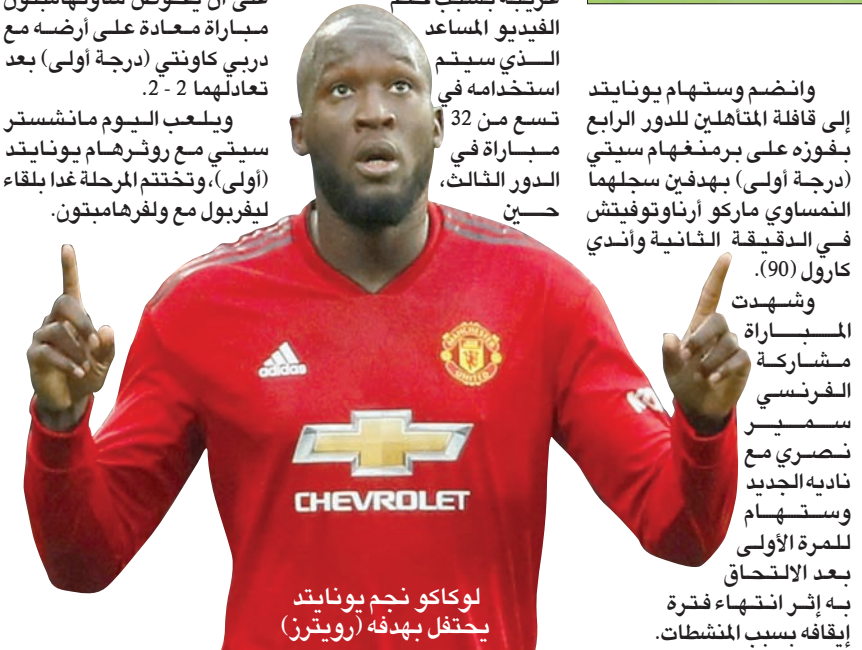 وانضم وستهام يونايتد
إلى قافلة المتأهلين للدور الرابع
بفوزه على برمنغهام سيتي
(درجة أولى) بهدفين سجلهما
النمساوي ماركو أرناوتوفيتش
في الدقيقة الثانية وأندي
كارول (90).
وشهدت
المباراة
مشاركة
الفرنسي
سمير
نصري مع
ناديه الجديد
وستهام
للمرة الأولى
بعد الالتحاق
به إثر انتهاء فترة
إيقافه بسبب المنشطات.
الفيديو المساعد
الذي سيتم
استخدامه في
تسع من 32
مباراة في
الدور الثالث،
حين
مباراة معادة على أرضه مع
دربي كاونتي (درجة أولى) بعد
تعادلهما 2 - 2.
ويلعب اليوم مانشستر
سيتي مع روثرهام يونايتد
(أولى)، وتختتم المرحلة غدا بلقاء
ليفربول مع ولفرهامبتون.
adidas
MANCHESTER
UNITED
CHEVROLET
لوكاكو نجم يونايتد
يحتفل بهدفه (رويترز)